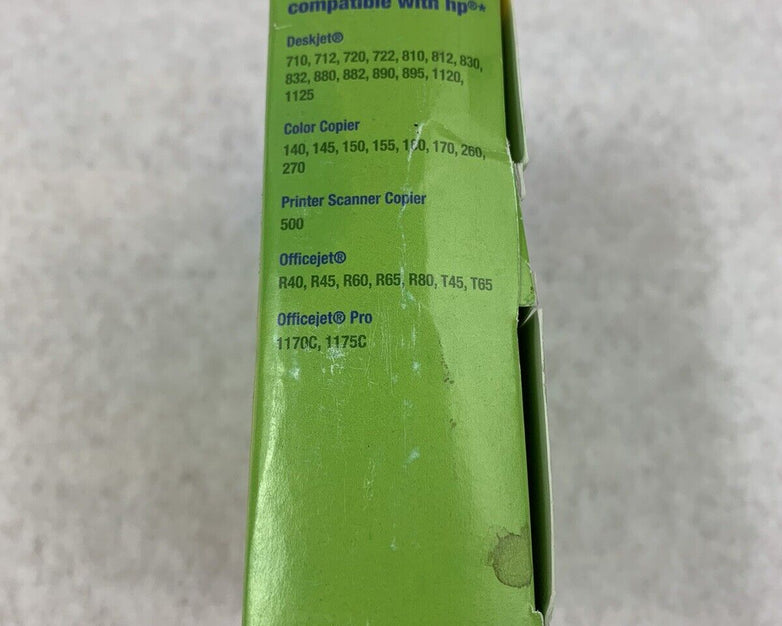 compatible with hp®*
Deskjet®
710, 712, 720, 722, 810, 812, 830,
832, 880, 882, 890, 895, 1120,
1125
Color Copier
140, 145, 150, 155, 160, 170, 260,
270
Printer Scanner Copier
500
Officejet®
R40, R45, R60, R65, R80, T45, T65
Officejet® Pro
1170C, 1175C